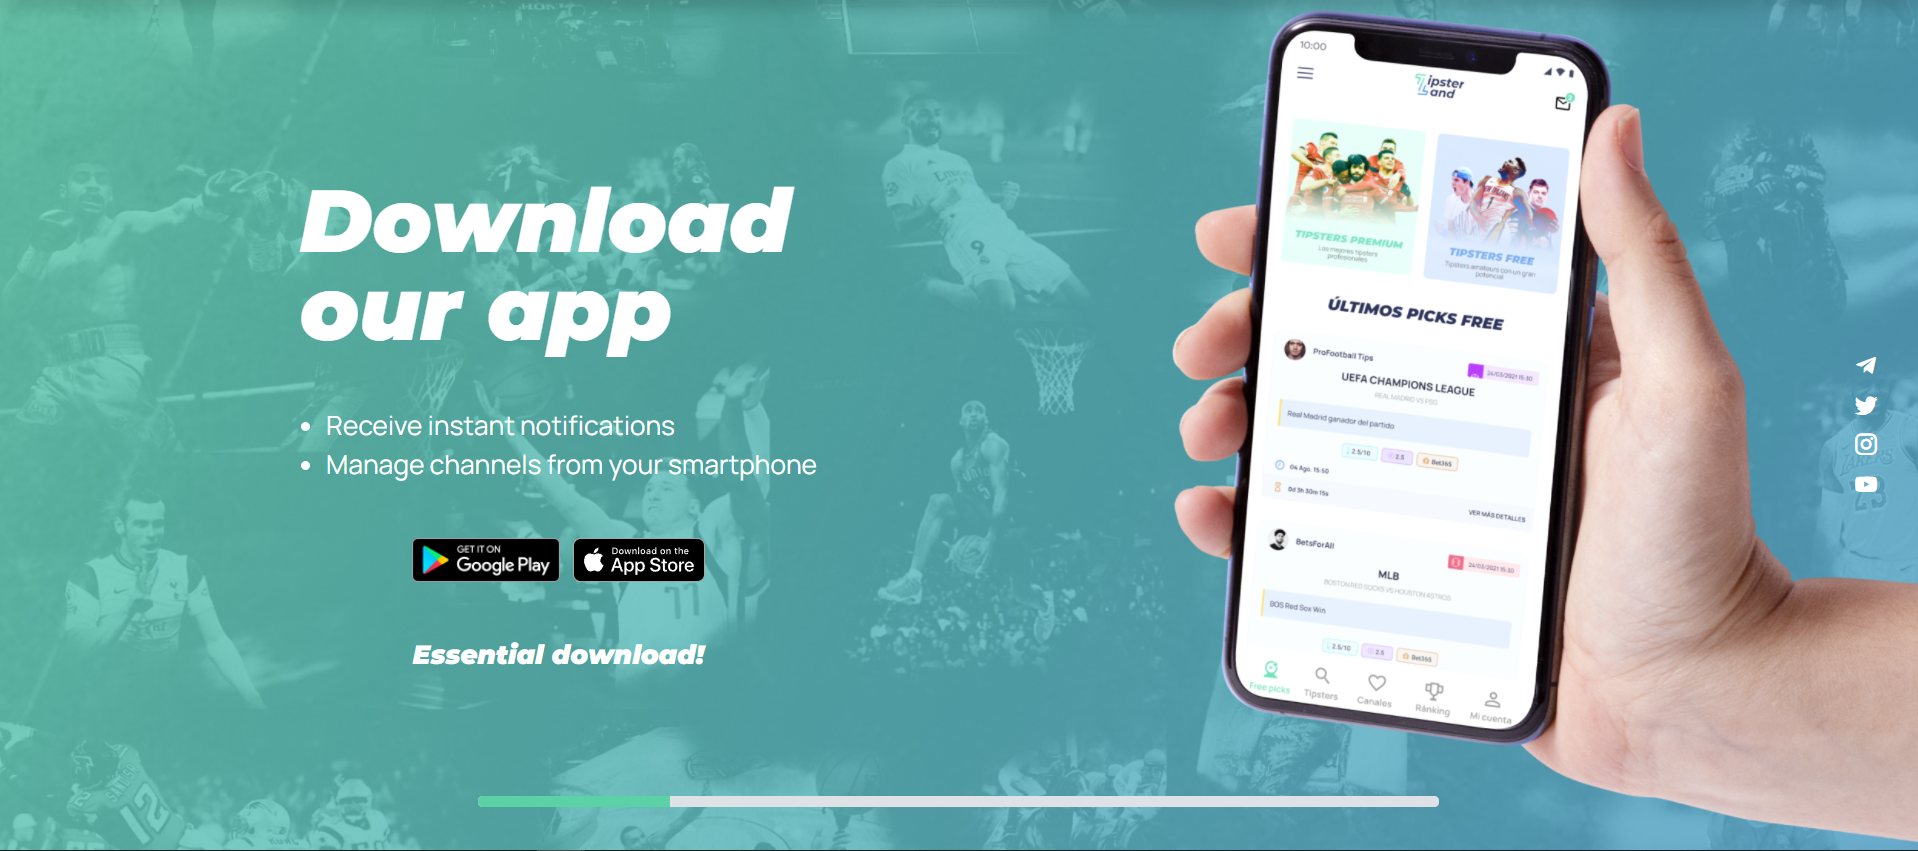 Download
our app
Receive instant notifications
Manage channels from your smartphone
GET IT ON
Google Play
Download on the
App Store
Essential download!
10:00
Tipster
Land
2
TIPSTERS PREMIUM
Los mejores tipsters
profesionales
TIPSTERS FREE
Tipsters amateurs con un gran
potencial
ÚLTIMOS PICKS FREE
ProFootball Tips
24/03/2021 15:30
UEFA CHAMPIONS LEAGUE
REAL MADRID VS PSG
Real Madrid ganador del partido
2.5/10
2.5
Bet365
04 Ago. 15:50
0d 5h 30m 15s
VER MÁS DETALLES
BetsForAll
24/03/2021 15:30
MLB
BOSTON RED SOCKS VS HOUSTON ASTROS
BOS Red Sox Win
2.5/10
2.5
Bet365
Free picks
Tipsters
Canales
Ránking
Mi cuenta